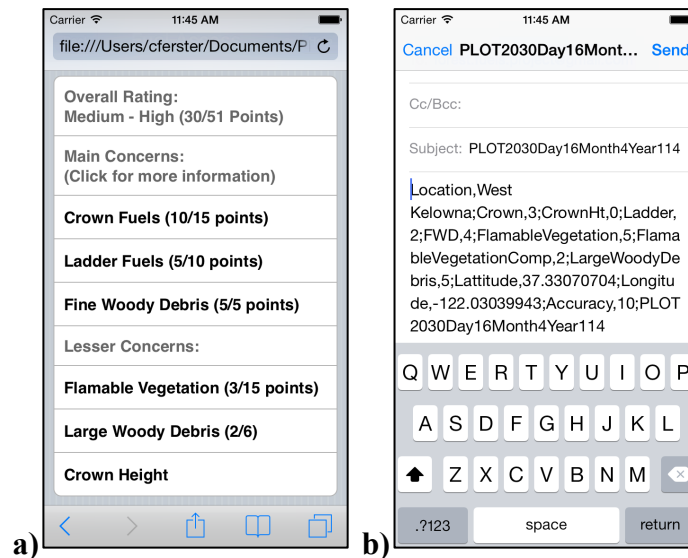 Carrier 11:45 AM
file:///Users/cferster/Documents/P
Overall Rating:
Medium - High (30/51 Points)
Main Concerns:
(Click for more information)
Crown Fuels (10/15 points)
Ladder Fuels (5/10 points)
Fine Woody Debris (5/5 points)
Lesser Concerns:
Flamable Vegetation (3/15 points)
Large Woody Debris (2/6)
Crown Height
a)
Carrier 11:45 AM
Cancel PLOT2030Day16Mont... Send
Cc/Bcc:
Subject: PLOT2030Day16Month4Year114
Location,West
Kelowna;Crown,3;CrownHt,0;Ladder,
2;FWD,4;FlamableVegetation,5;Flama
bleVegetationComp,2;LargeWoodyDe
bris,5;Lattitude,37.33070704;Longitu
de,-122.03039943;Accuracy,10;PLOT
2030Day16Month4Year114
Q W E R T Y U I O P
A S D F G H J K L
Z X C V B N M
.?123 space return
b)